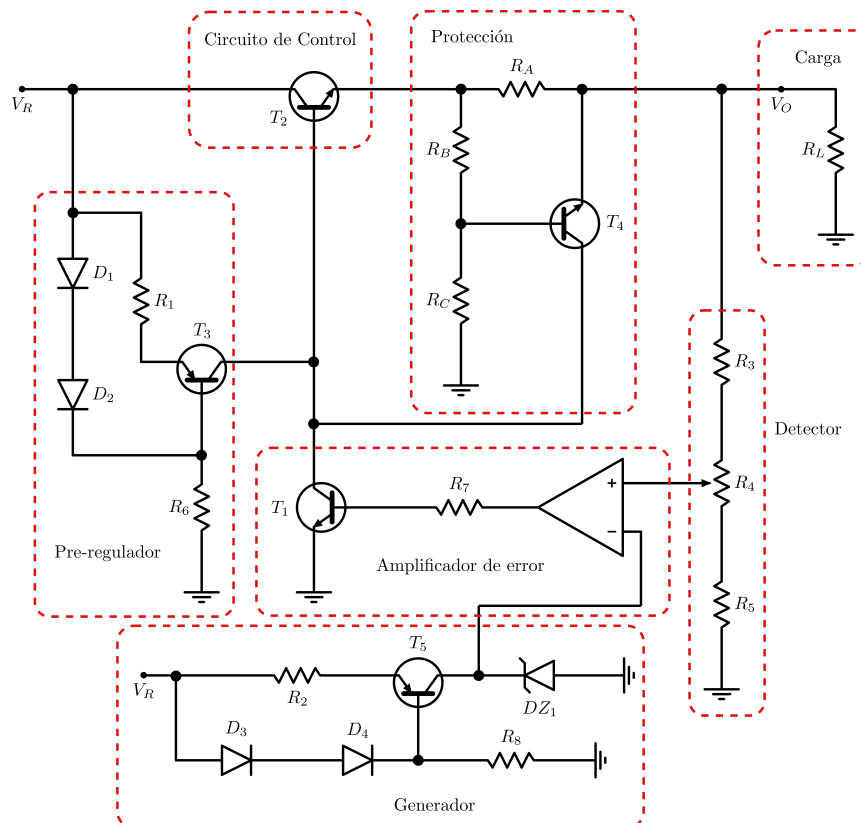 Circuito de Control
Protección
Carga
V_R
T_2
R_A
V_O
R_B
R_L
T_4
D_1
R_1
R_C
T_3
D_2
R_3
Detector
R_4
R_6
T_1
R_7
+
−
Pre-regulador
Amplificador de error
R_5
T_5
V_R
R_2
DZ_1
D_3
D_4
R_8
Generador